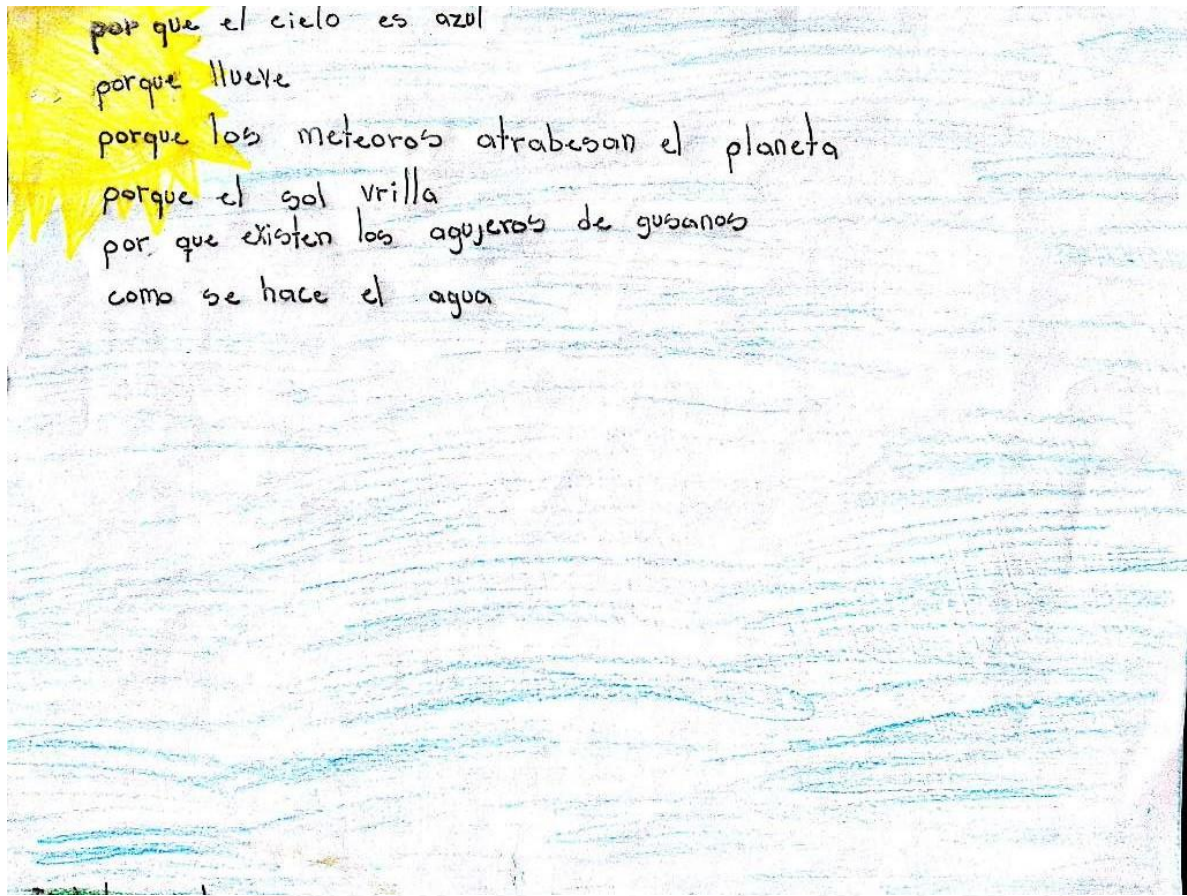 por que el cielo es azul
porque llueve
porque los meteoros atrabesan el planeta
porque el sol vrilla
por que existen los agujeros de gusanos
como se hace el agua